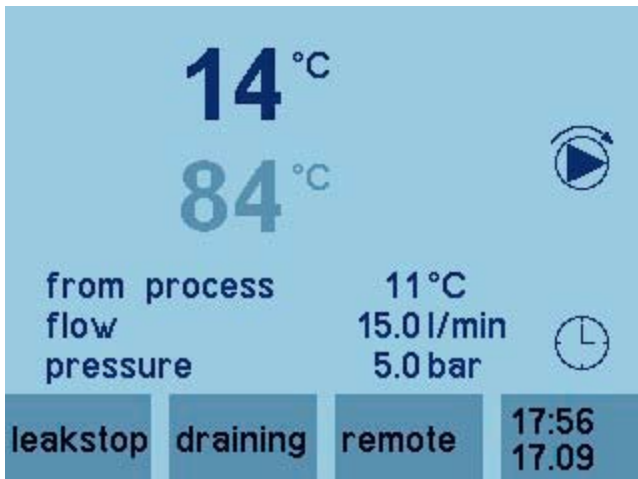 14 °C
84 °C
from process 11 °C
flow 15.0 l/min
pressure 5.0 bar
leakstop draining remote 17:56
17.09